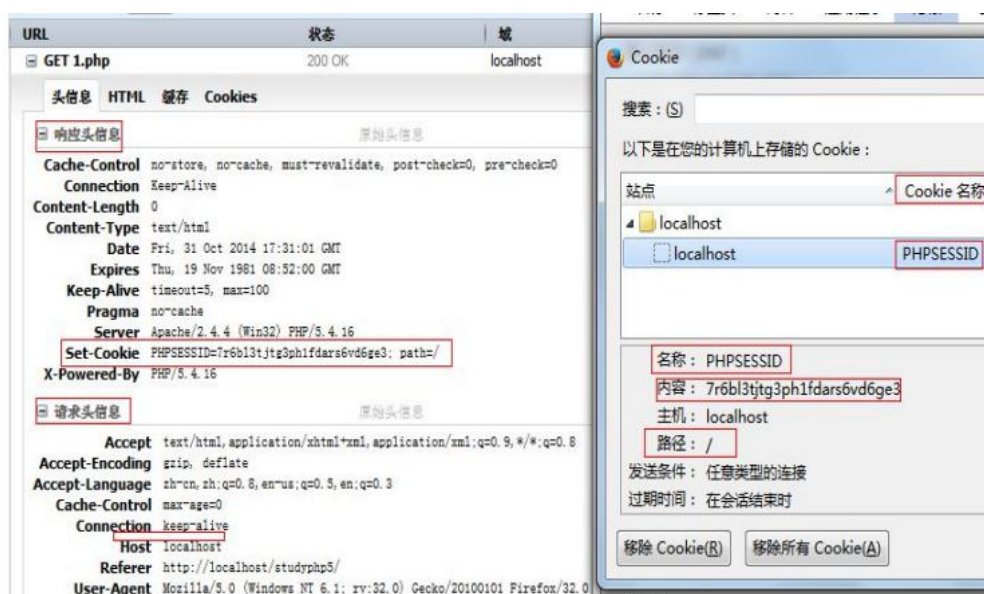 URL 状态 域
GET 1.php 200 OK localhost
头信息 HTML 缓存 Cookies
响应头信息 原始头信息
Cache-Control no-store, no-cache, must-revalidate, post-check=0, pre-check=0
Connection Keep-Alive
Content-Length 0
Content-Type text/html
Date Fri, 31 Oct 2014 17:31:01 GMT
Expires Thu, 19 Nov 1981 08:52:00 GMT
Keep-Alive timeout=5, max=100
Pragma no-cache
Server Apache/2.4.4 (Win32) PHP/5.4.16
Set-Cookie PHPSESSID=7r6bl3tjtg3ph1fdars6vd6ge3; path=/
X-Powered-By PHP/5.4.16
请求头信息 原始头信息
Accept text/html,application/xhtml+xml,application/xml;q=0.9,*/*;q=0.8
Accept-Encoding gzip, deflate
Accept-Language zh-cn,zh;q=0.8,en-us;q=0.5,en;q=0.3
Cache-Control max-age=0
Connection keep-alive
Host localhost
Referer http://localhost/studyphp5/
User-Agent Mozilla/5.0 (Windows NT 6.1; rv:32.0) Gecko/20100101 Firefox/32.0
Cookie
搜索：(S)
以下是在您的计算机上存储的 Cookie：
站点 Cookie 名称
localhost
localhost PHPSESSID
名称： PHPSESSID
内容： 7r6bl3tjtg3ph1fdars6vd6ge3
主机： localhost
路径： /
发送条件： 任意类型的连接
过期时间： 在会话结束时
移除 Cookie(R) 移除所有 Cookie(A)